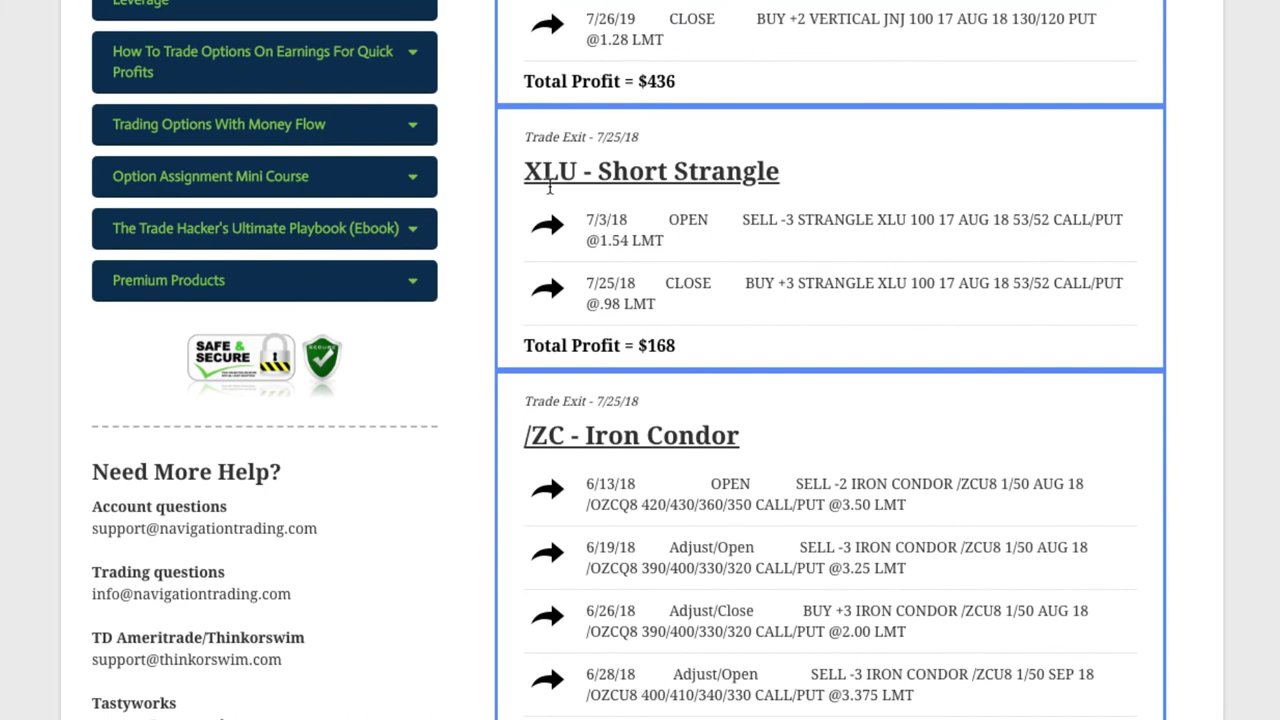 Leverage
How To Trade Options On Earnings For Quick
Profits
Trading Options With Money Flow
Option Assignment Mini Course
The Trade Hacker's Ultimate Playbook (Ebook)
Premium Products
SAFE &
SECURE
SECURE
Need More Help?
Account questions
support@navigationtrading.com
Trading questions
info@navigationtrading.com
TD Ameritrade/Thinkorswim
support@thinkorswim.com
Tastyworks
7/26/19 CLOSE BUY +2 VERTICAL JNJ 100 17 AUG 18 130/120 PUT
@1.28 LMT
Total Profit = $436
Trade Exit - 7/25/18
XLU - Short Strangle
7/3/18 OPEN SELL -3 STRANGLE XLU 100 17 AUG 18 53/52 CALL/PUT
@1.54 LMT
7/25/18 CLOSE BUY +3 STRANGLE XLU 100 17 AUG 18 53/52 CALL/PUT
@.98 LMT
Total Profit = $168
Trade Exit - 7/25/18
/ZC - Iron Condor
6/13/18 OPEN SELL -2 IRON CONDOR /ZCU8 1/50 AUG 18
/OZCQ8 420/430/360/350 CALL/PUT @3.50 LMT
6/19/18 Adjust/Open SELL -3 IRON CONDOR /ZCU8 1/50 AUG 18
/OZCQ8 390/400/330/320 CALL/PUT @3.25 LMT
6/26/18 Adjust/Close BUY +3 IRON CONDOR /ZCU8 1/50 AUG 18
/OZCQ8 390/400/330/320 CALL/PUT @2.00 LMT
6/28/18 Adjust/Open SELL -3 IRON CONDOR /ZCU8 1/50 SEP 18
/OZCU8 400/410/340/330 CALL/PUT @3.375 LMT